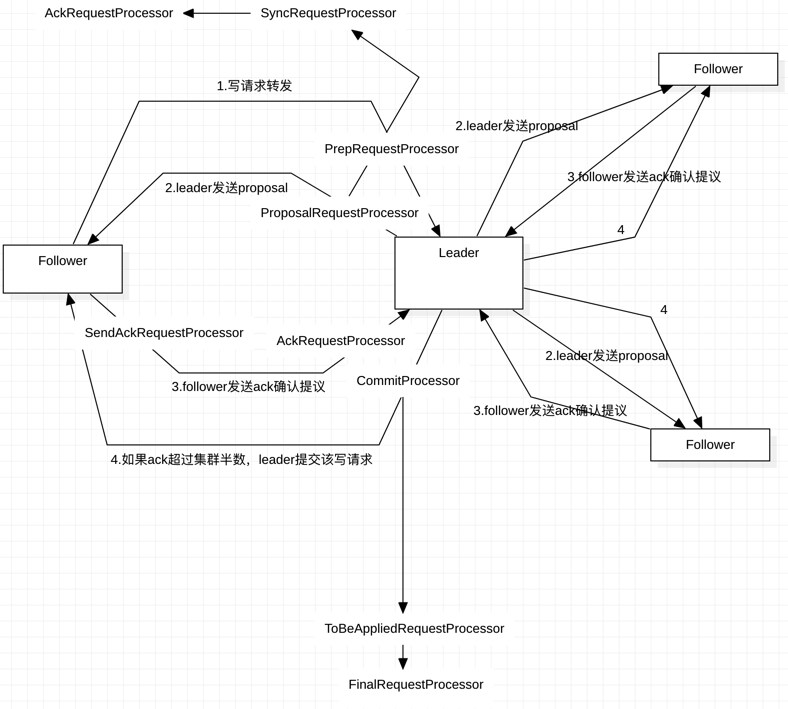 AckRequestProcessor
SyncRequestProcessor
Follower
1.写请求转发
2.leader发送proposal
PrepRequestProcessor
3.follower发送ack确认提议
2.leader发送proposal
ProposalRequestProcessor
4
Leader
Follower
4
SendAckRequestProcessor
AckRequestProcessor
2.leader发送proposal
CommitProcessor
3.follower发送ack确认提议
3.follower发送ack确认提议
Follower
4.如果ack超过集群半数，leader提交该写请求
ToBeAppliedRequestProcessor
FinalRequestProcessor